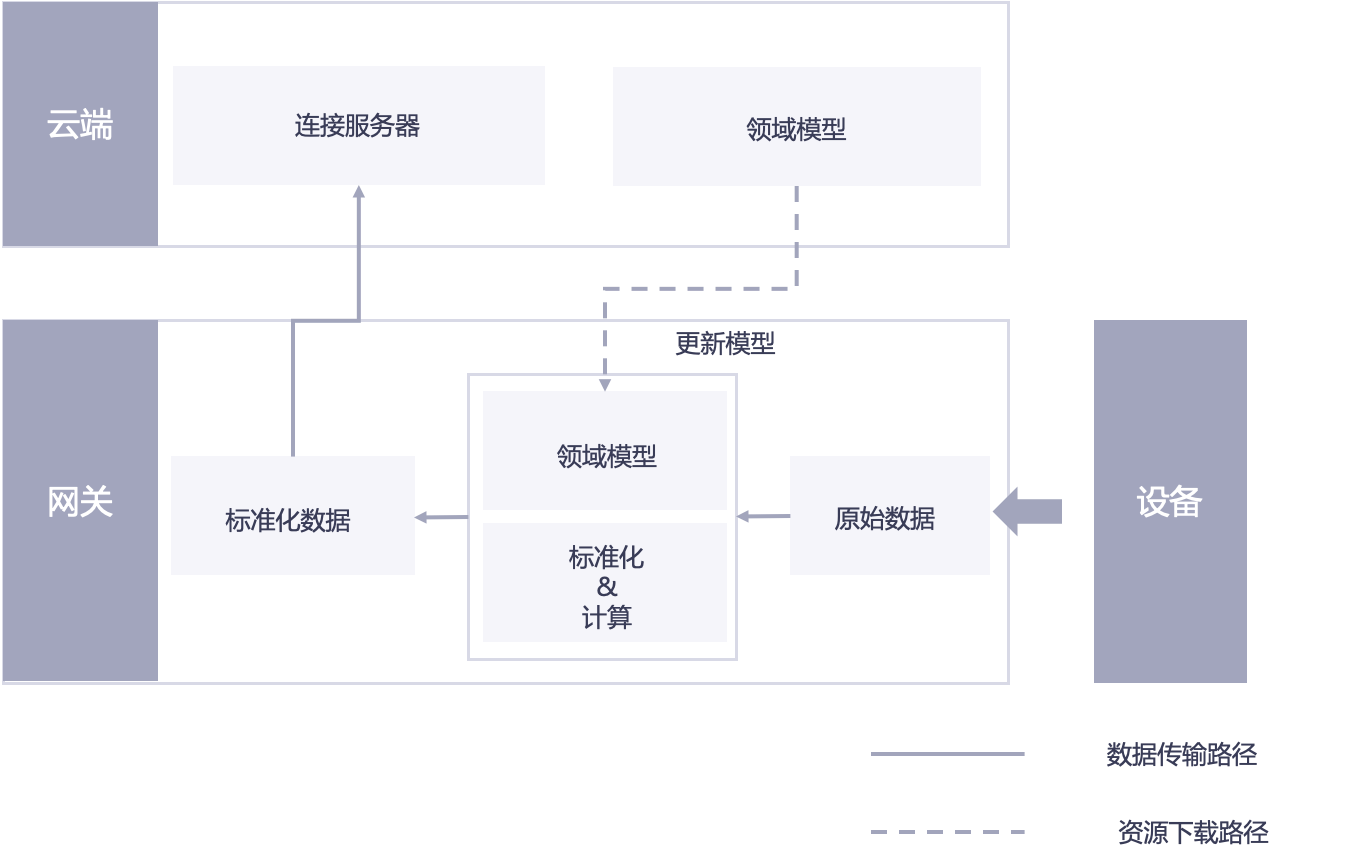 云端
连接服务器
领域模型
更新模型
网关
标准化数据
领域模型
标准化
&
计算
原始数据
设备
数据传输路径
资源下载路径